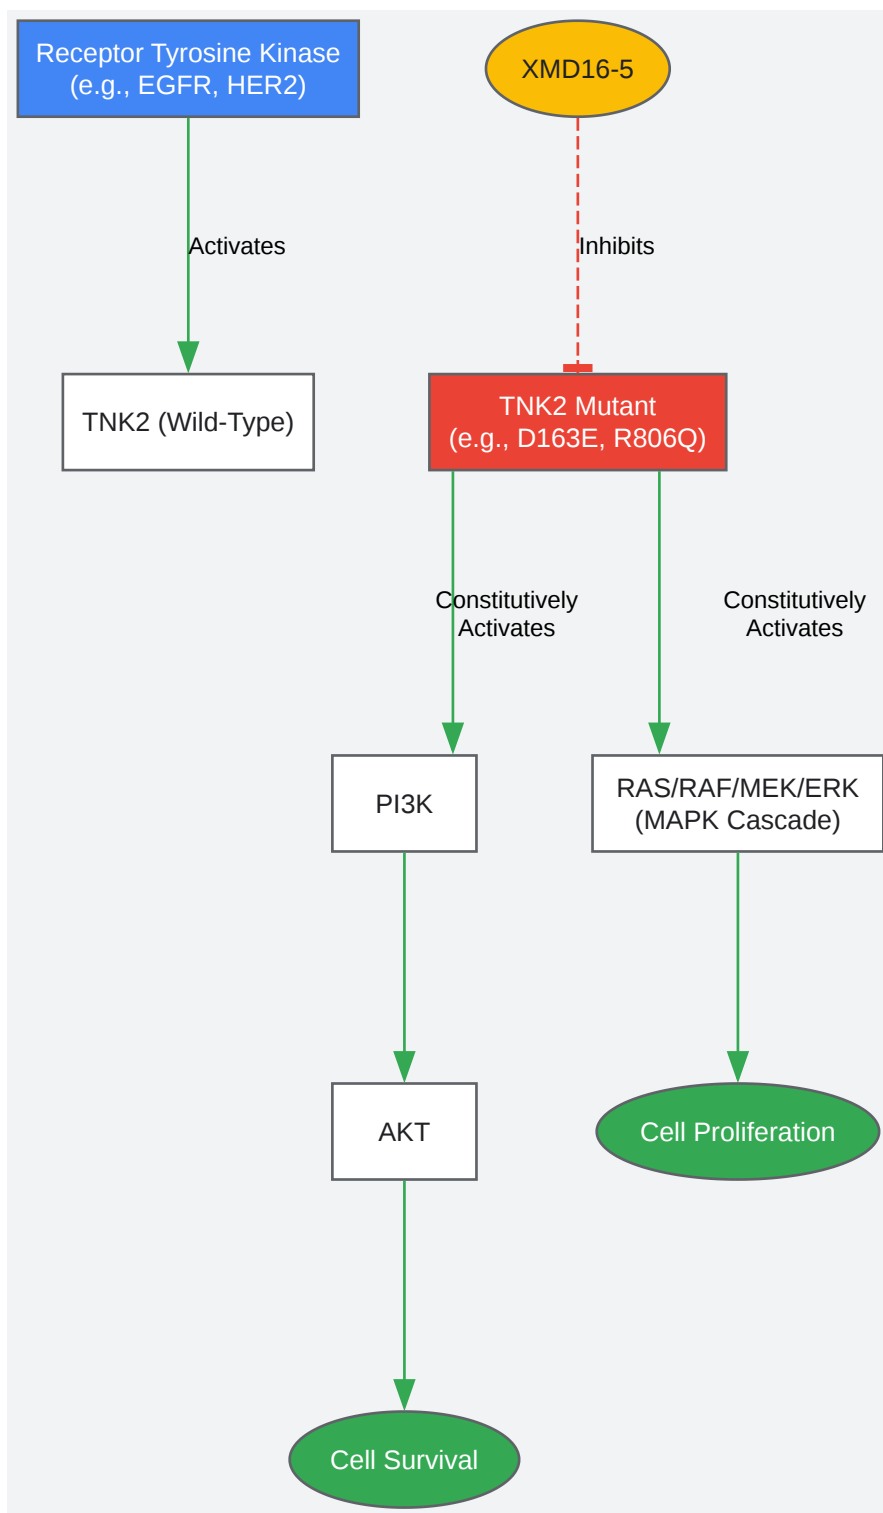 Receptor Tyrosine Kinase
(e.g., EGFR, HER2)
XMD16-5
Activates
Inhibits
TNK2 (Wild-Type)
TNK2 Mutant
(e.g., D163E, R806Q)
Constitutively
Activates
Constitutively
Activates
PI3K
RAS/RAF/MEK/ERK
(MAPK Cascade)
AKT
Cell Proliferation
Cell Survival